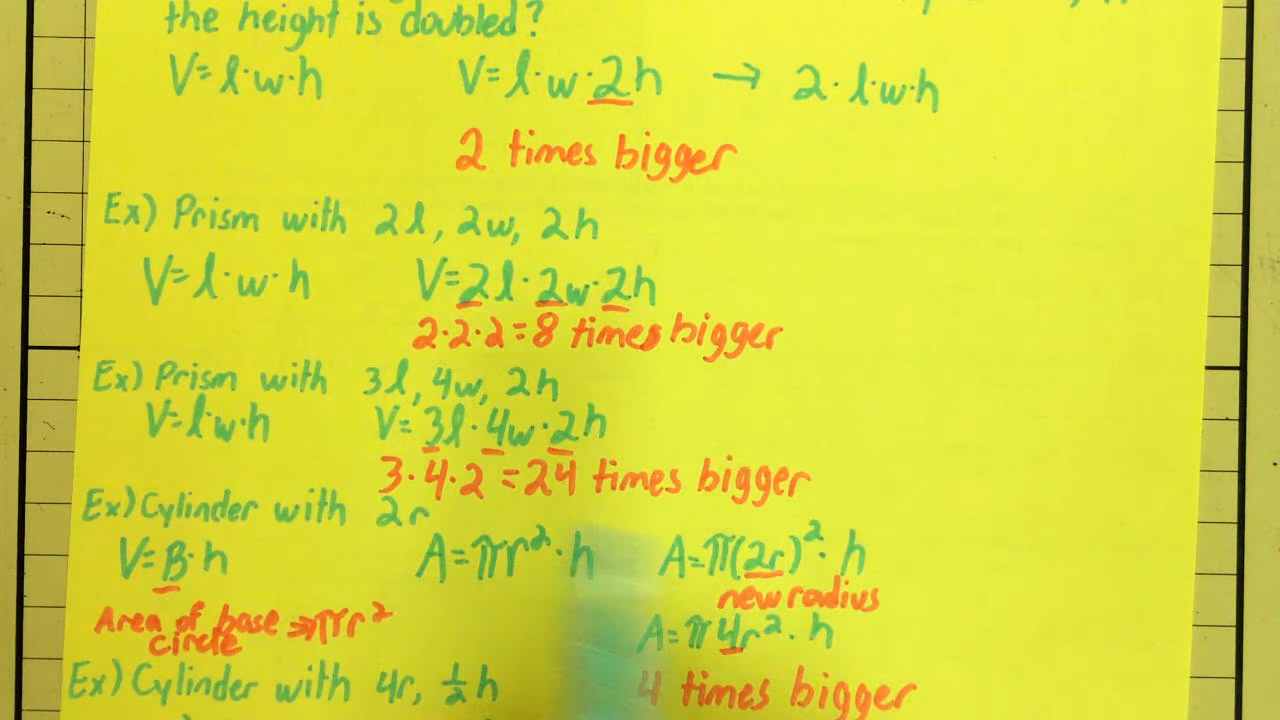 the height is doubled?
V= l·w·h V= l·w·2h → 2·l·w·h
2 times bigger
Ex) Prism with 2l, 2w, 2h
V= l·w·h V=2l·2w·2h
2·2·2=8 times bigger
Ex) Prism with 3l, 4w, 2h
V= l·w·h V= 3l·4w·2h
3·4·2=24 times bigger
Ex) Cylinder with 2r
V=B·h A=πr²·h A=π(2r)²·h
new radius
Area of base ⇒πr²
circle
A=π4r²·h
Ex) Cylinder with 4r, ½h
4 times bigger